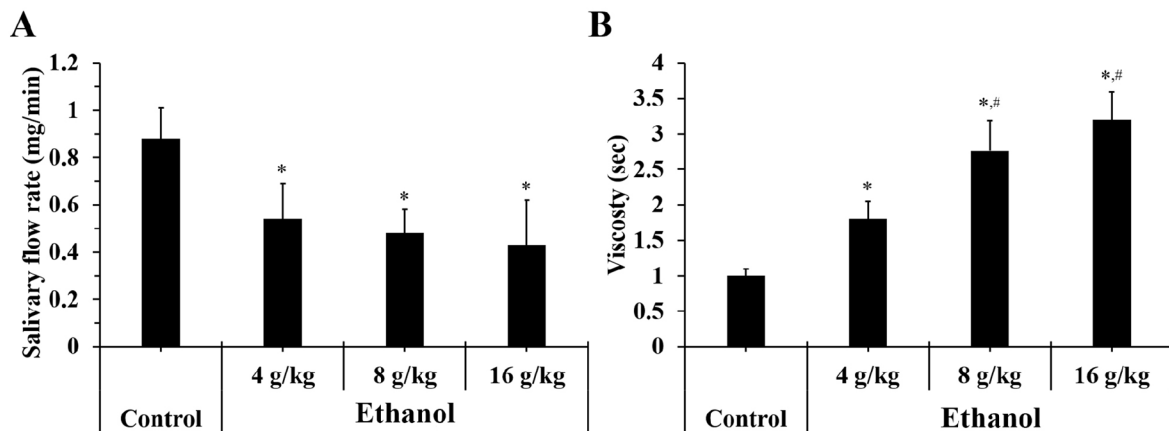 A
Salivary flow rate (mg/min)
1.2
1
0.8
0.6
0.4
0.2
0
*
*
*
4 g/kg 8 g/kg 16 g/kg
Control Ethanol
B
Viscosty (sec)
4
3.5
3
2.5
2
1.5
1
0.5
0
*
*,#
*,#
4 g/kg 8 g/kg 16 g/kg
Control Ethanol